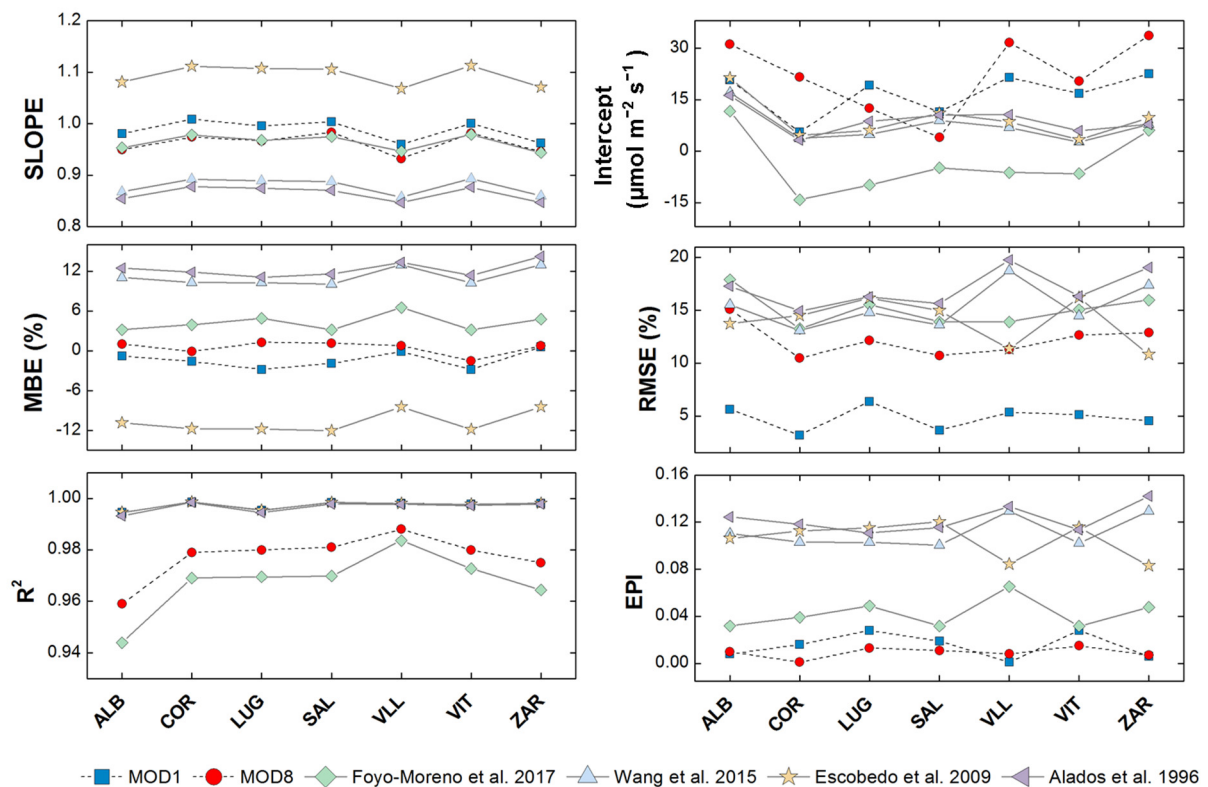 SLOPE
1.2
1.1
1.0
0.9
0.8
Intercept
(μmol m⁻² s⁻¹ )
30
15
0
-15
MBE (%)
12
6
0
-6
-12
RMSE (%)
20
15
10
5
R²
1.00
0.98
0.96
0.94
EPI
0.16
0.12
0.08
0.04
0.00
ALB COR LUG SAL VLL VIT ZAR
ALB COR LUG SAL VLL VIT ZAR
MOD1 MOD8 Foyo-Moreno et al. 2017 Wang et al. 2015 Escobedo et al. 2009 Alados et al. 1996